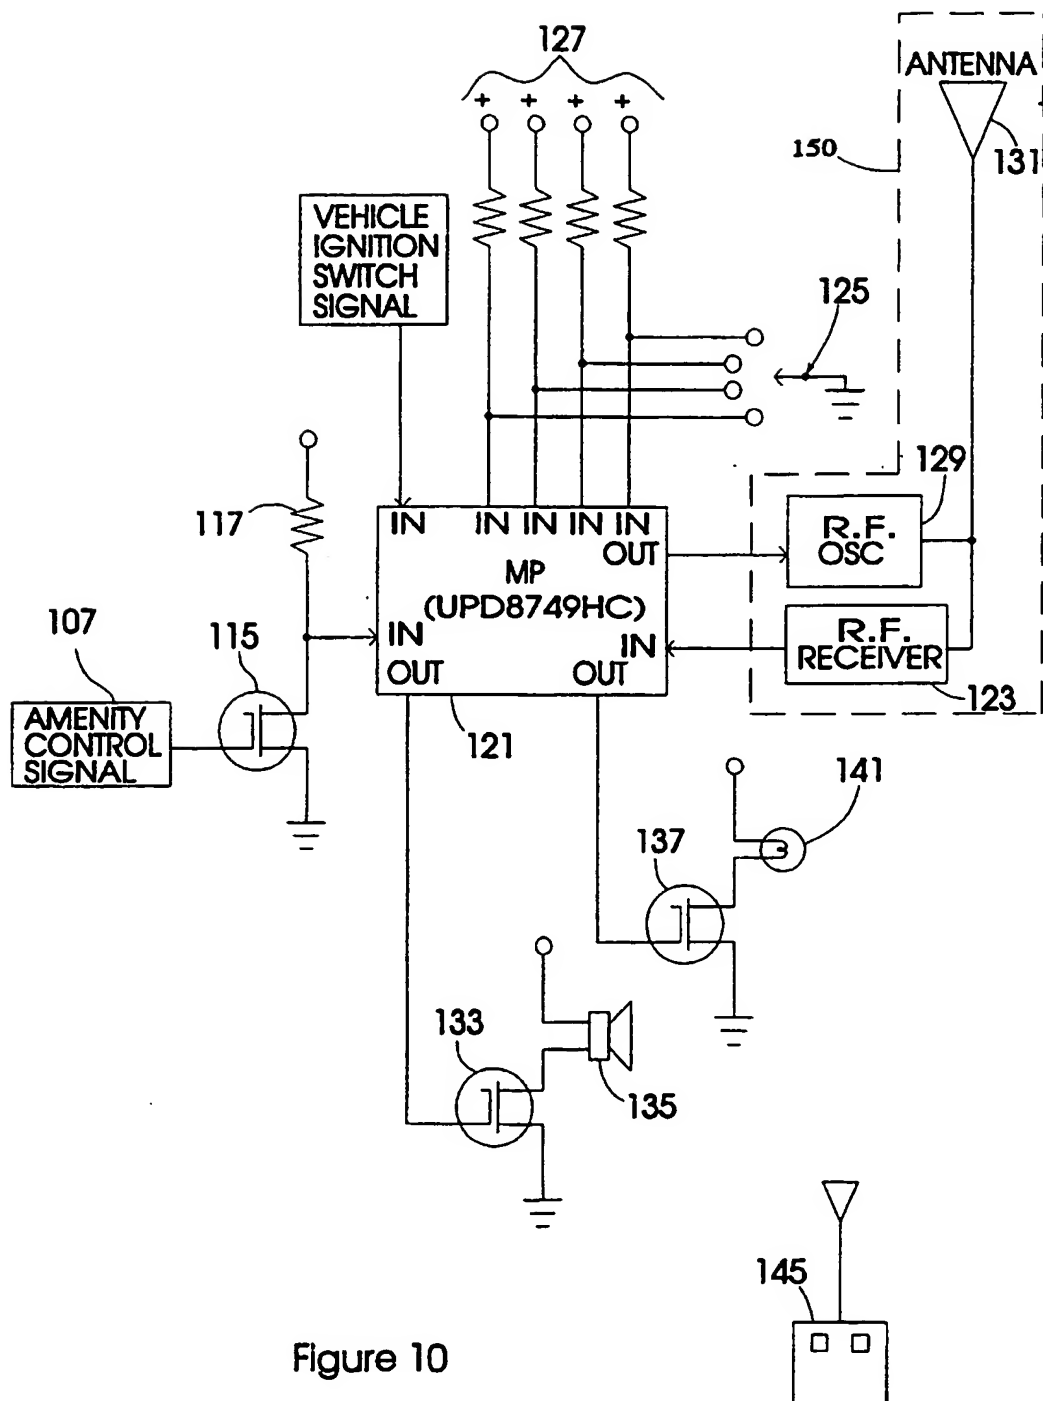 127
ANTENNA
+ + + +
150
131
VEHICLE
IGNITION
SWITCH
SIGNAL
125
129
117
IN IN IN IN IN
OUT
R.F.
OSC
MP
(UPD8749HC)
107
115
IN
IN
R.F.
RECEIVER
OUT
OUT
123
AMENITY
CONTROL
SIGNAL
121
141
137
133
135
145
Figure 10